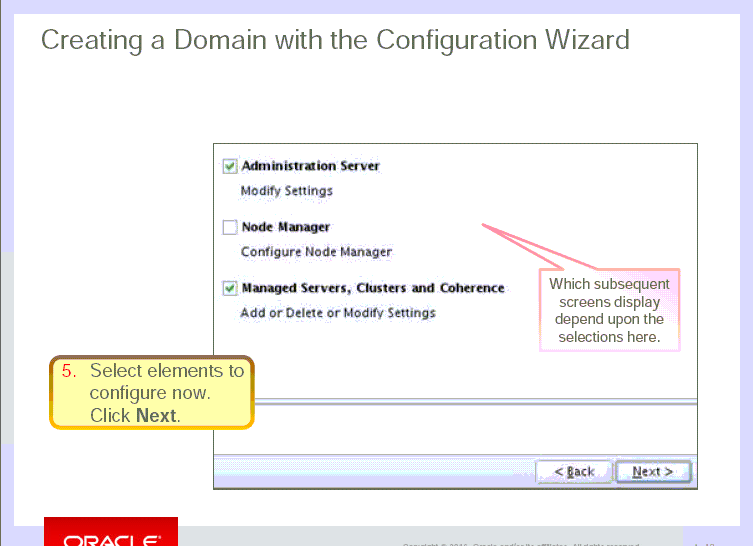 Creating a Domain with the Configuration Wizard
Administration Server
Modify Settings
Node Manager
Configure Node Manager
Managed Servers, Clusters and Coherence
Add or Delete or Modify Settings
Which subsequent
screens display
depend upon the
selections here.
5. Select elements to
configure now.
Click Next.
< Back
Next >
ORACLE